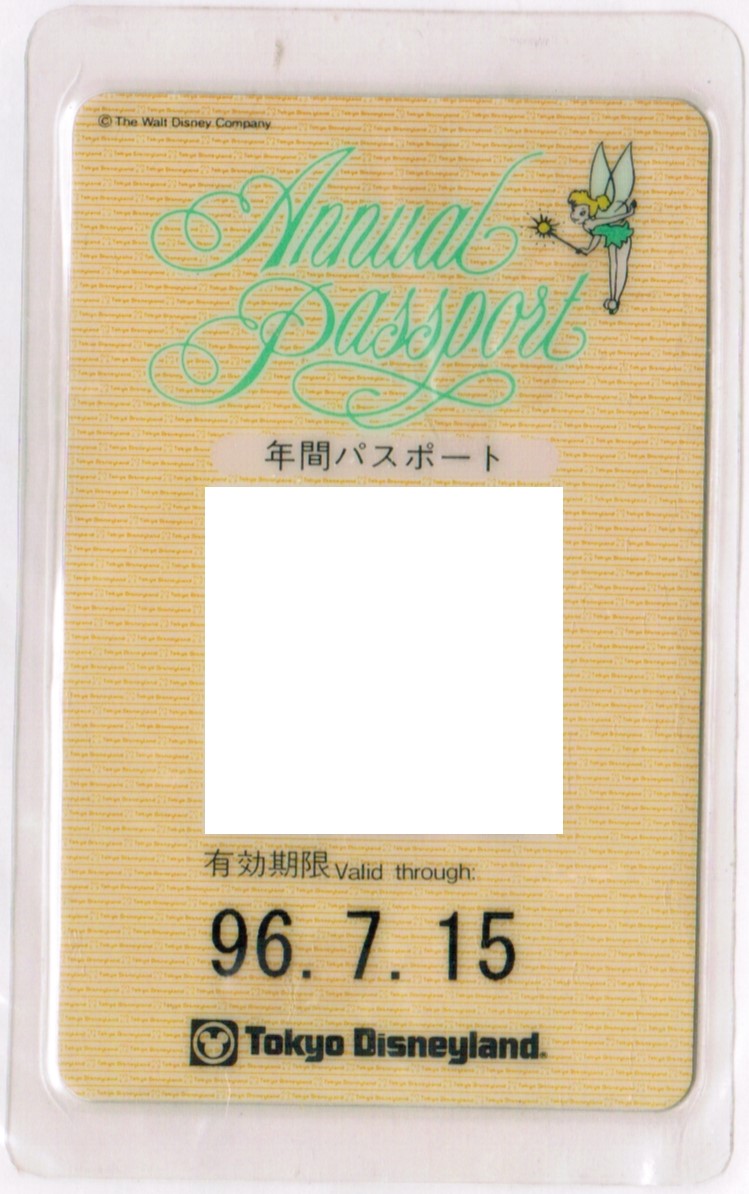 © The Walt Disney Company
Annual
Passport
年間パスポート
有効期限 Valid through:
96. 7. 15
Tokyo Disneyland®